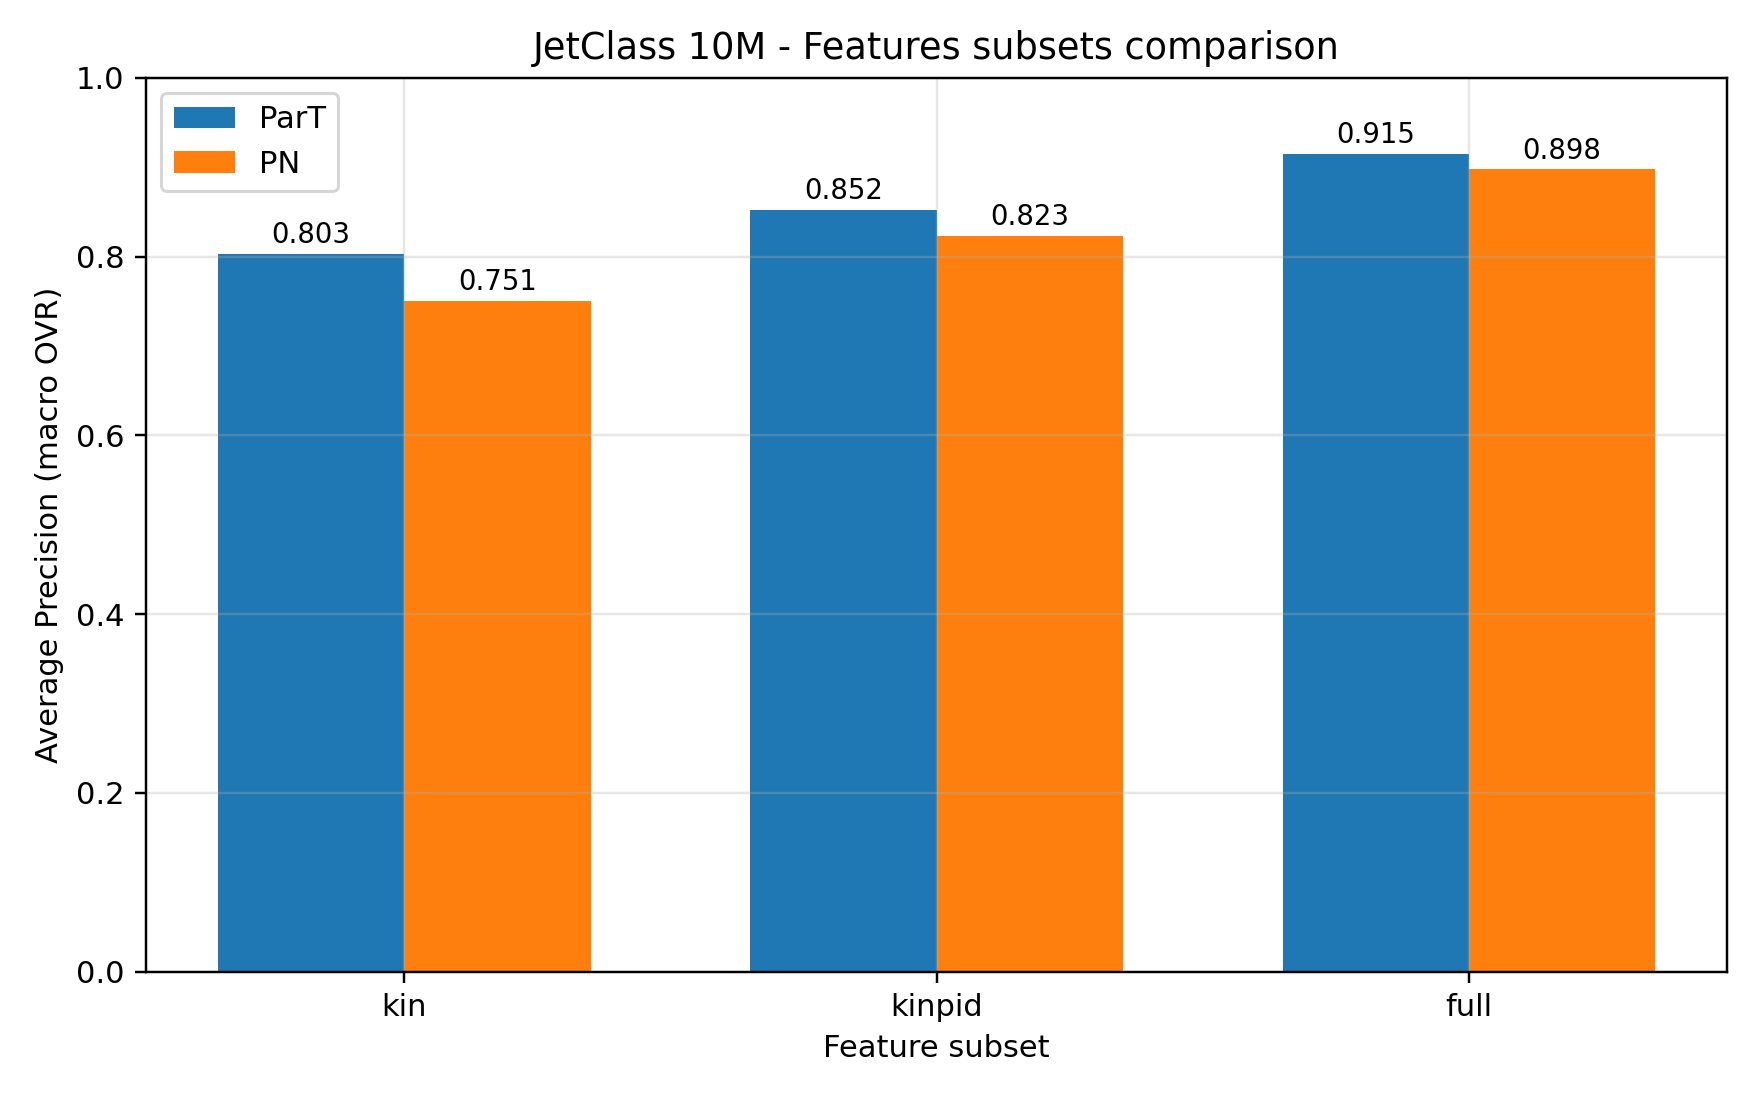 JetClass 10M - Features subsets comparison
ParT
PN
Average Precision (macro OVR)
1.0
0.8
0.6
0.4
0.2
0.0
0.803
0.751
0.852
0.823
0.915
0.898
kin
kinpid
full
Feature subset